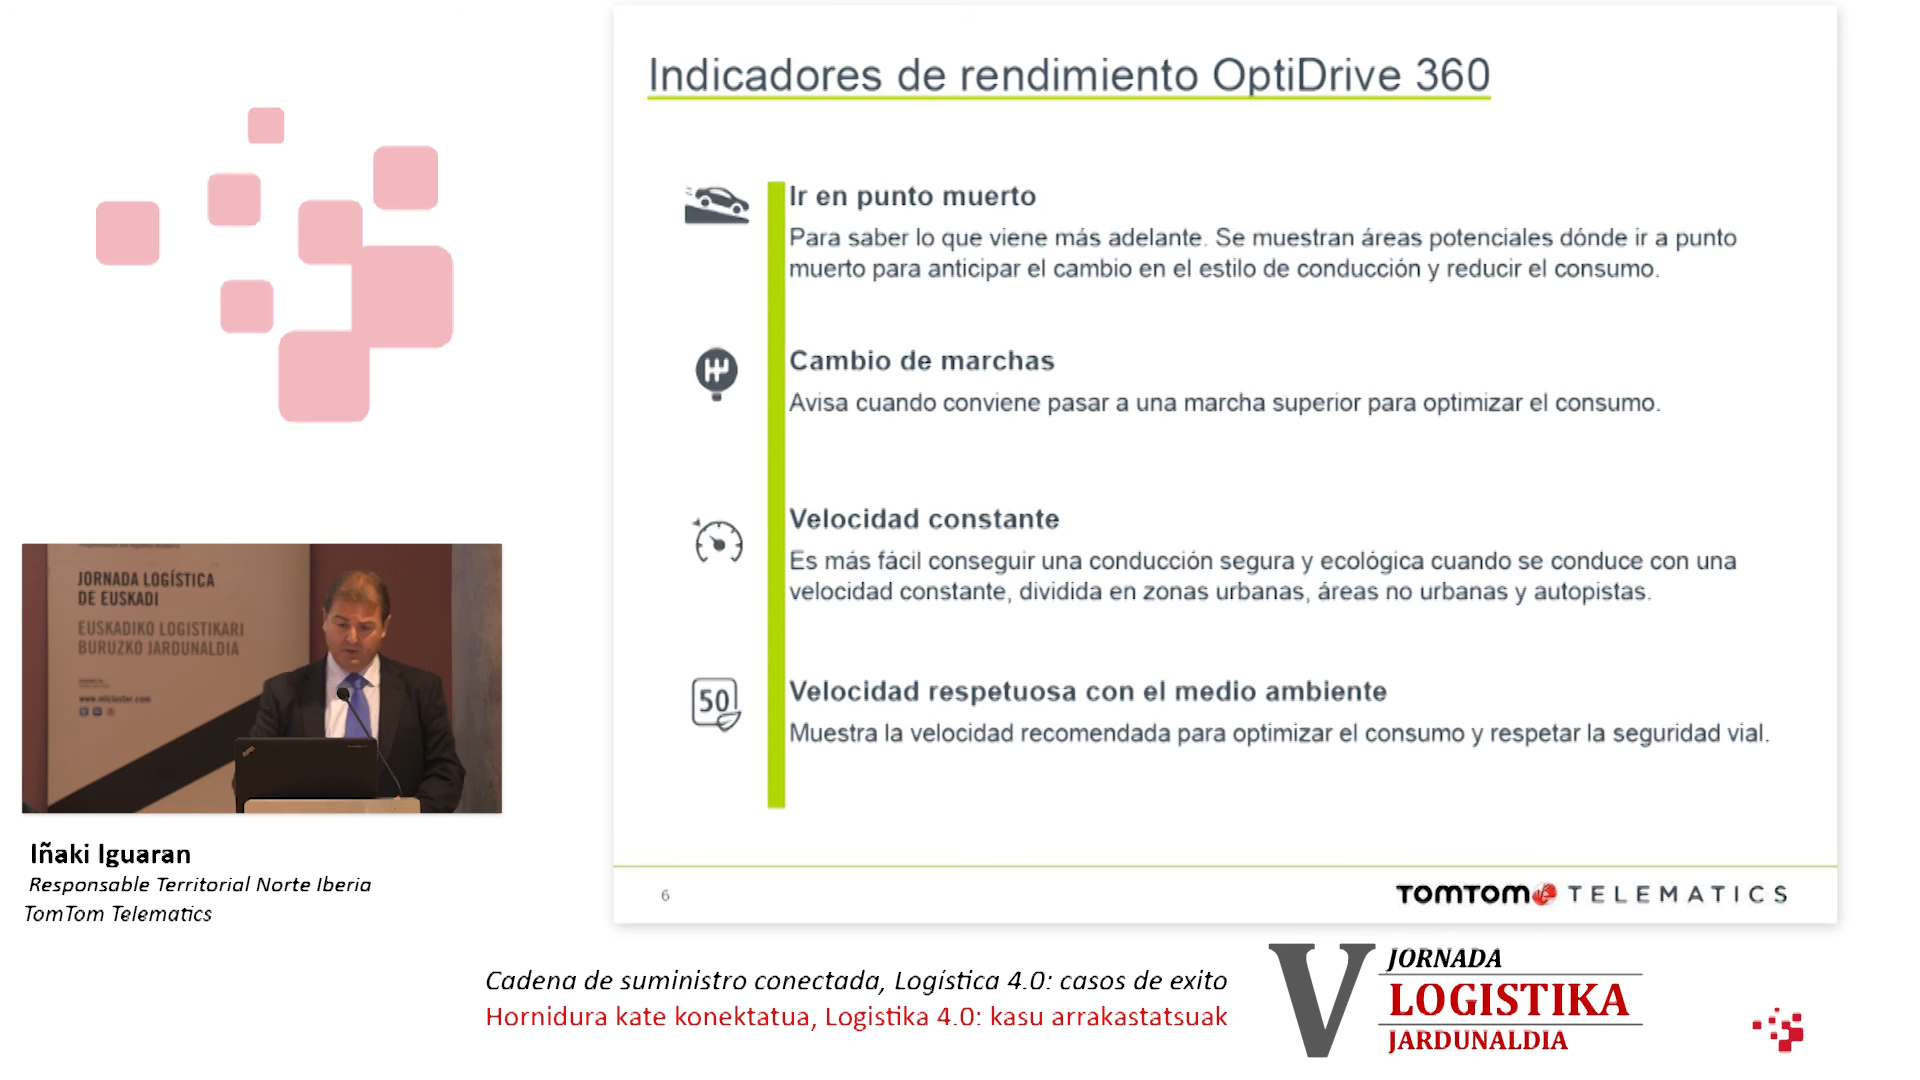 Indicadores de rendimiento OptiDrive 360
Ir en punto muerto
Para saber lo que viene más adelante. Se muestran áreas potenciales dónde ir a punto
muerto para anticipar el cambio en el estilo de conducción y reducir el consumo.
Cambio de marchas
Avisa cuando conviene pasar a una marcha superior para optimizar el consumo.
Velocidad constante
Es más fácil conseguir una conducción segura y ecológica cuando se conduce con una
velocidad constante, dividida en zonas urbanas, áreas no urbanas y autopistas.
50
Velocidad respetuosa con el medio ambiente
Muestra la velocidad recomendada para optimizar el consumo y respetar la seguridad vial.
6
TOMTOM TELEMATICS
JORNADA LOGÍSTICA
DE EUSKADI
EUSKADIKO LOGISTIKARI
BURUZKO JARDUNALDIA
www.mlcluster.com
Iñaki Iguaran
Responsable Territorial Norte Iberia
TomTom Telematics
Cadena de suministro conectada, Logística 4.0: casos de exito
Hornidura kate konektatua, Logistika 4.0: kasu arrakastatsuak
V JORNADA
LOGISTIKA
JARDUNALDIA